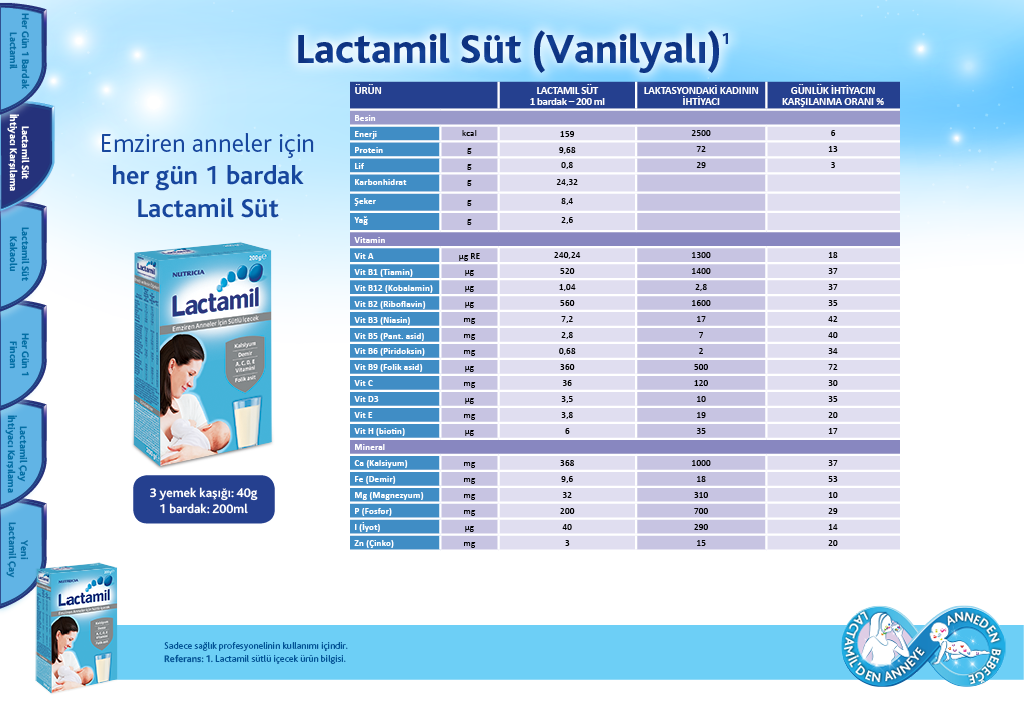 Her Gün 1 Bardak
Lactamil
Lactamil Süt
İhtiyacı Karşılama
Lactamil Süt
Kakaolu
Her Gün 1
Fincan
Lactamil Çay
İhtiyacı Karşılama
Yeni
Lactamil Çay
Lactamil Süt (Vanilyalı)¹
Emziren anneler için
her gün 1 bardak
Lactamil Süt
200g℮
Lactamil
NUTRICIA
Lactamil
Emziren Anneler İçin Sütlü İçecek
Kalsiyum
Demir
A, C, D, E
Vitamini
Folik asit
3 yemek kaşığı: 40g
1 bardak: 200ml
ÜRÜN LACTAMIL SÜT 1 bardak – 200 ml LAKTASYONDAKİ KADININ İHTİYACI GÜNLÜK İHTİYACIN KARŞILANMA ORANI %
Besin
Enerji kcal 159 2500 6
Protein g 9,68 72 13
Lif g 0,8 29 3
Karbonhidrat g 24,32
Şeker g 8,4
Yağ g 2,6
Vitamin
Vit A µg RE 240,24 1300 18
Vit B1 (Tiamin) µg 520 1400 37
Vit B12 (Kobalamin) µg 1,04 2,8 37
Vit B2 (Riboflavin) µg 560 1600 35
Vit B3 (Niasin) mg 7,2 17 42
Vit B5 (Pant. asid) mg 2,8 7 40
Vit B6 (Piridoksin) mg 0,68 2 34
Vit B9 (Folik asid) µg 360 500 72
Vit C mg 36 120 30
Vit D3 µg 3,5 10 35
Vit E mg 3,8 19 20
Vit H (biotin) µg 6 35 17
Mineral
Ca (Kalsiyum) mg 368 1000 37
Fe (Demir) mg 9,6 18 53
Mg (Magnezyum) mg 32 310 10
P (Fosfor) mg 200 700 29
I (İyot) µg 40 290 14
Zn (Çinko) mg 3 15 20
NUTRICIA
Lactamil
Emziren Anneler İçin Sütlü İçecek
Kalsiyum
Demir
A, C, D, E
Vitamini
Folik asit
Sadece sağlık profesyonelinin kullanımı içindir.
Referans: 1. Lactamil sütlü içecek ürün bilgisi.
LACTAMİL'DEN ANNEYE
ANNEDEN BEBEĞE